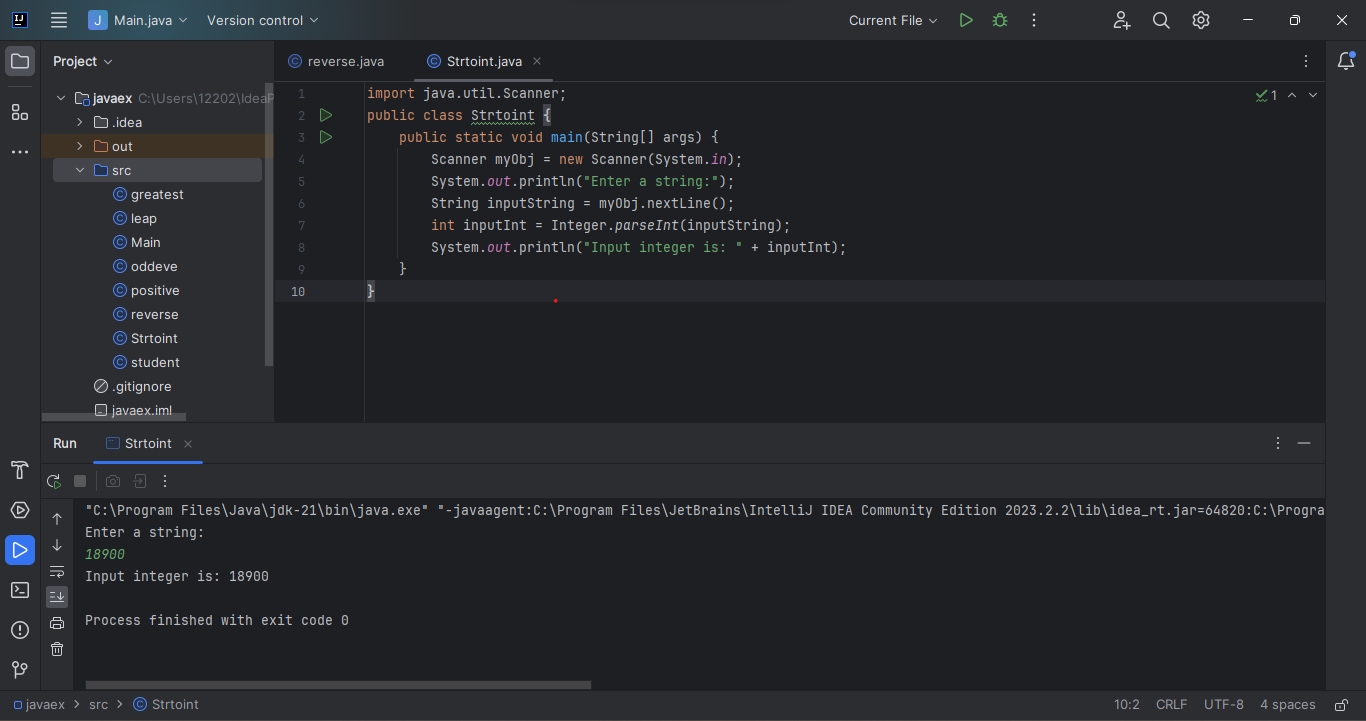 IJ J Main.java Version control Current File
Project
reverse.java Strtoint.java
javaex C:\Users\12202\IdeaP
.idea
out
src
greatest
leap
Main
oddeve
positive
reverse
Strtoint
student
.gitignore
javaex.iml
1 import java.util.Scanner;
2 public class Strtoint {
3 public static void main(String[] args) {
4 Scanner myObj = new Scanner(System.in);
5 System.out.println("Enter a string:");
6 String inputString = myObj.nextLine();
7 int inputInt = Integer.parseInt(inputString);
8 System.out.println("Input integer is: " + inputInt);
9 }
10 }
1
Run Strtoint
"C:\Program Files\Java\jdk-21\bin\java.exe" "-javaagent:C:\Program Files\JetBrains\IntelliJ IDEA Community Edition 2023.2.2\lib\idea_rt.jar=64820:C:\Progra
Enter a string:
18900
Input integer is: 18900
Process finished with exit code 0
javaex > src > Strtoint 10:2 CRLF UTF-8 4 spaces